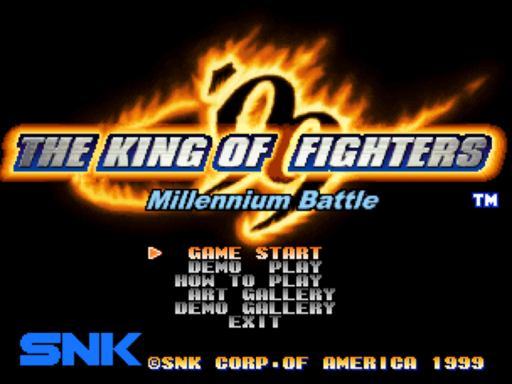 '99
THE KING OF FIGHTERS
Millennium Battle
TM
GAME START
DEMO PLAY
HOW TO PLAY
ART GALLERY
DEMO GALLERY
EXIT
SNK
©SNK CORP.OF AMERICA 1999